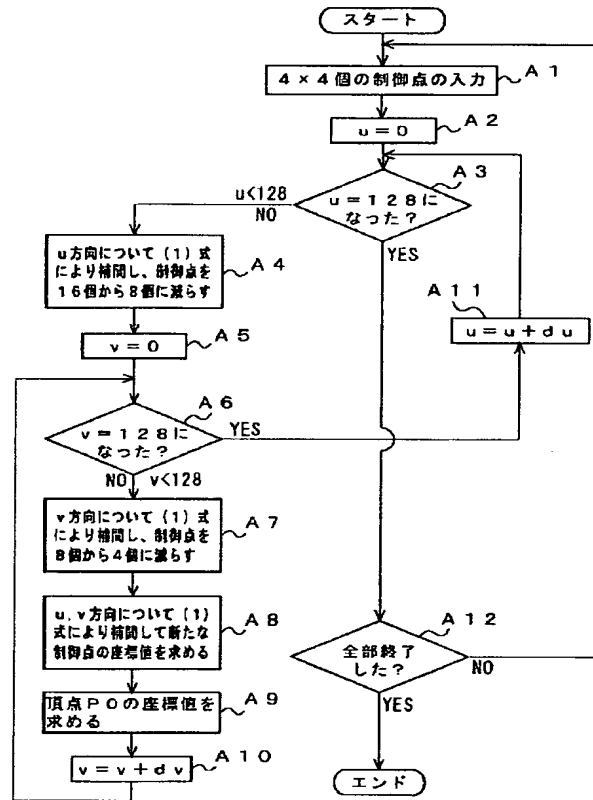 スタート
4×4個の制御点の入力
A1
u=0
A2
u=128に
なった?
A3
u<128
NO
YES
u方向について(1)式
により補間し、制御点を
16個から8個に減らす
A4
v=0
A5
v=128に
なった?
A6
YES
NO v<128
u=u+du
A11
v方向について(1)式
により補間し、制御点を
8個から4個に減らす
A7
u,v方向について(1)
式により補間して新たな
制御点の座標値を求める
A8
頂点P0の座標値を
求める
A9
v=v+dv
A10
全部終了
した?
A12
NO
YES
エンド